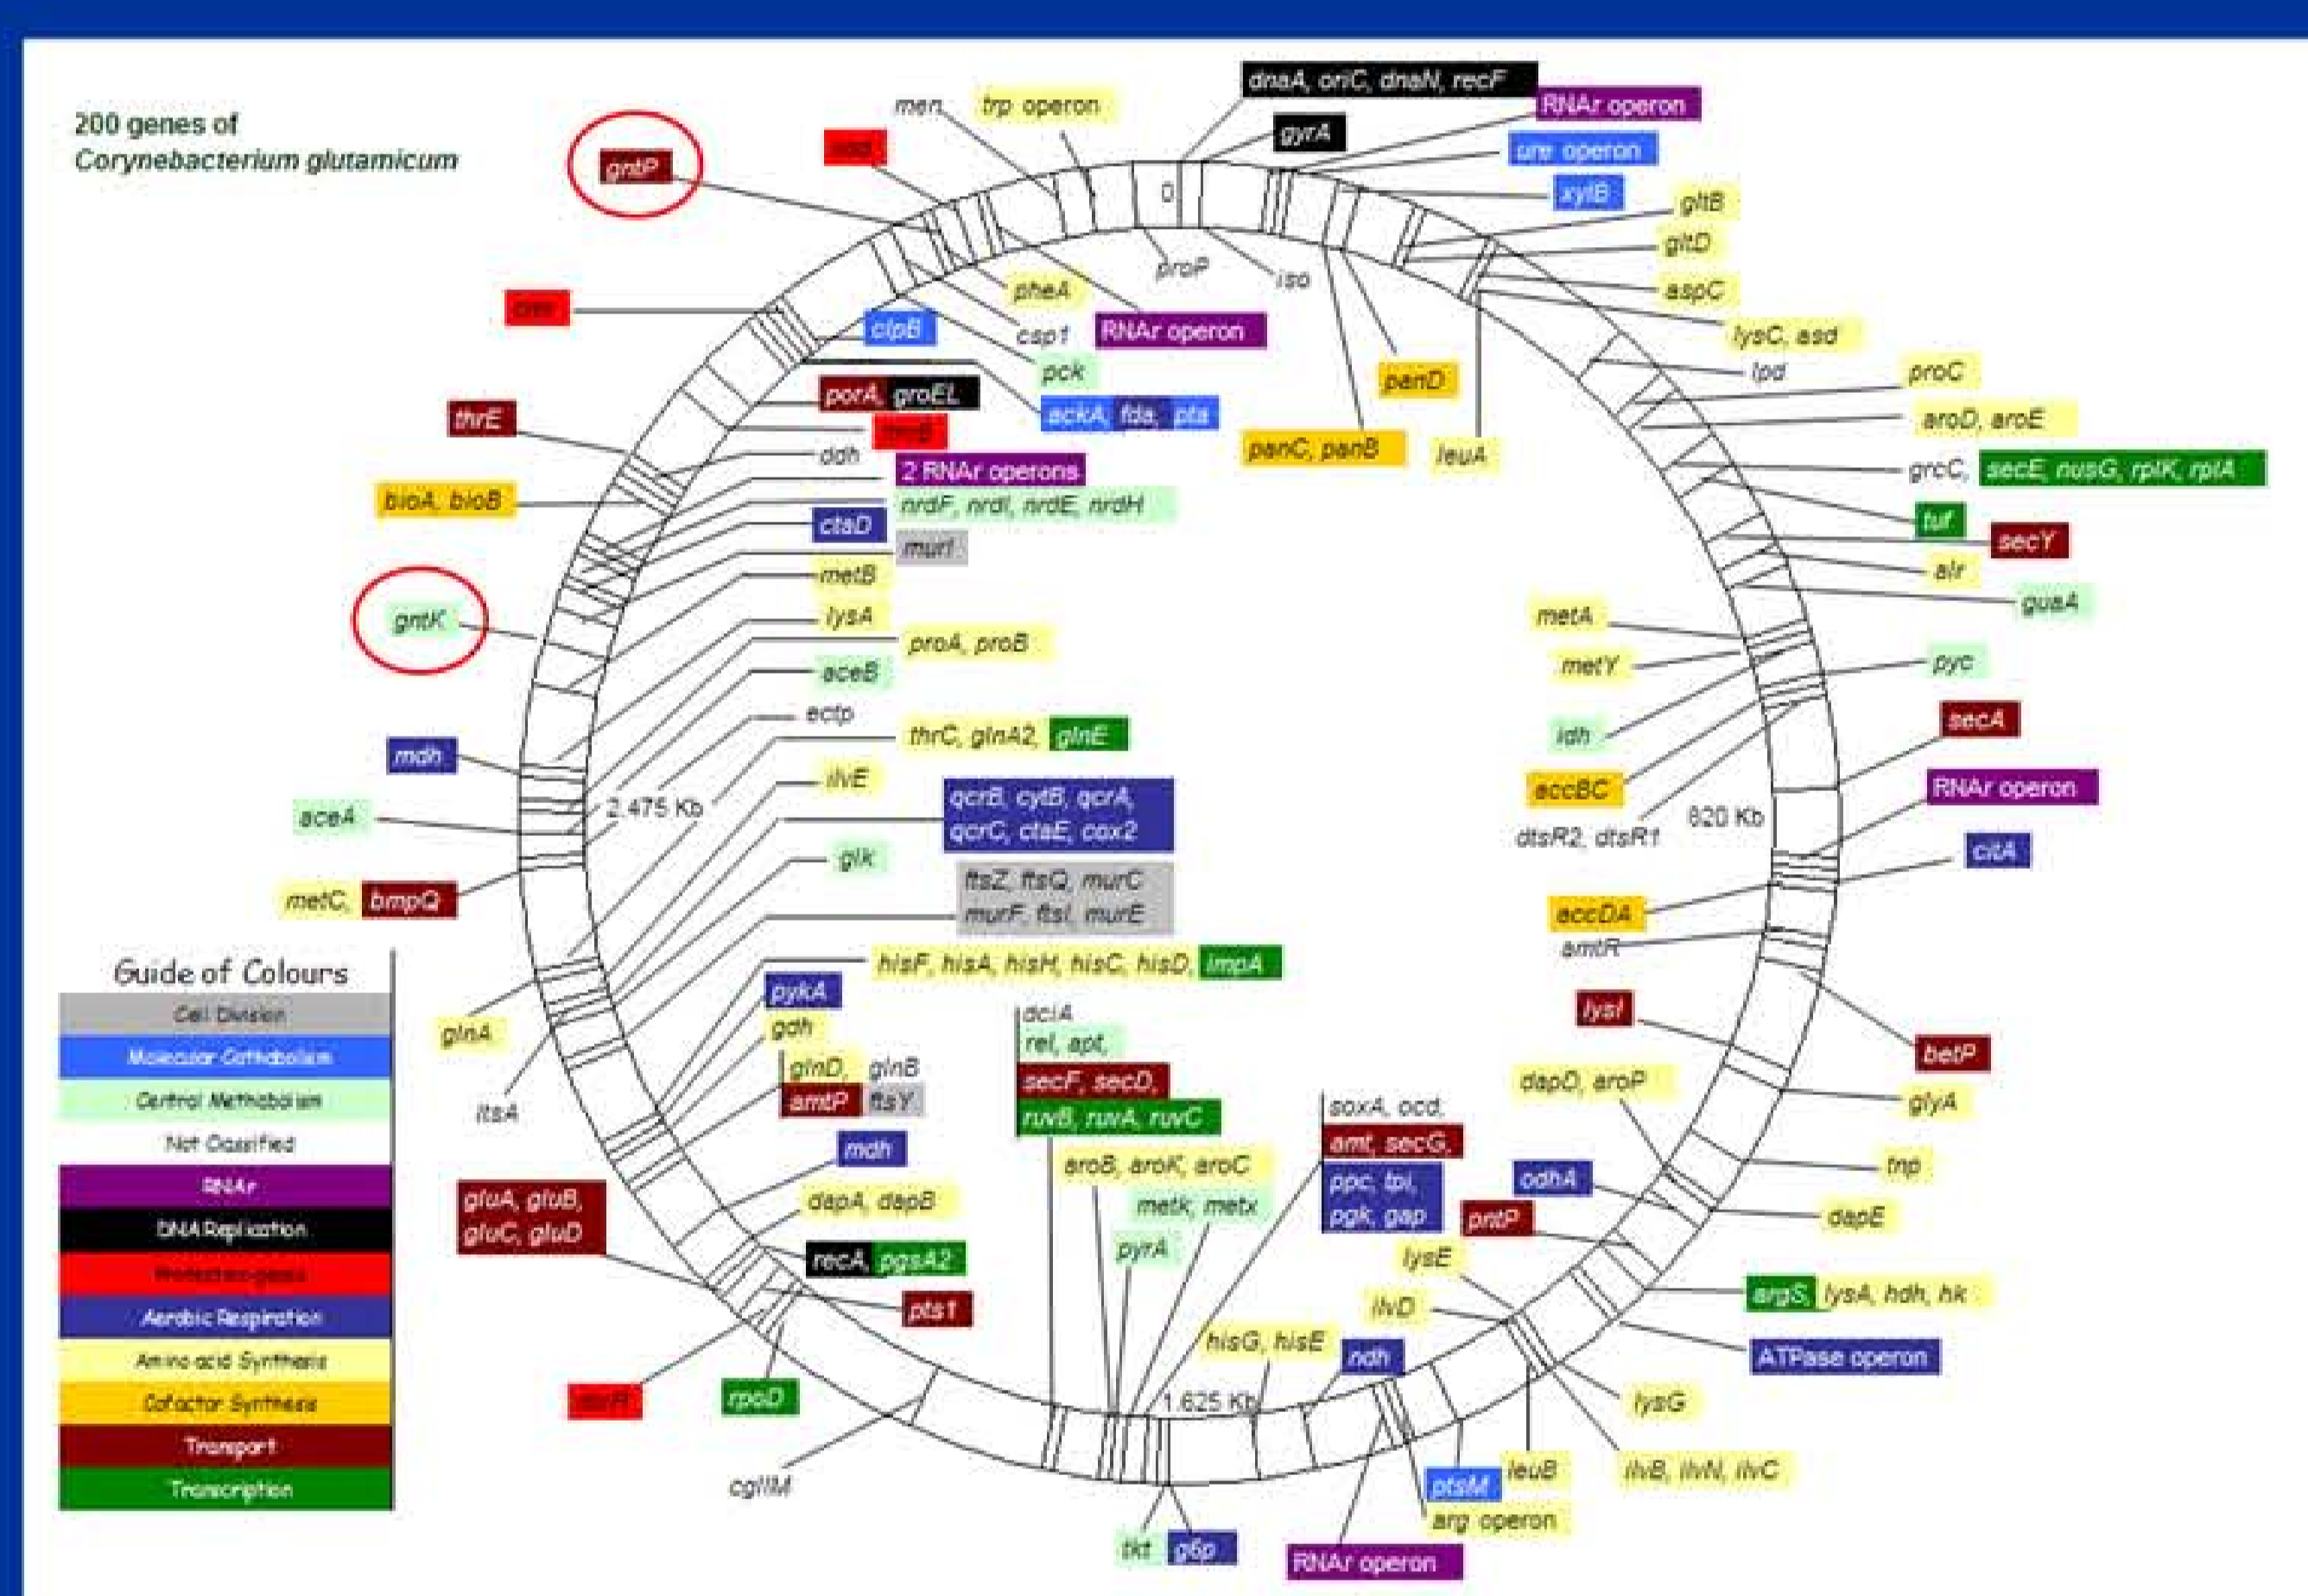 200 genes of
Corynebacterium glutamicum
gntP
men
trp operon
dnaA, oriC, dnaN, recF
RNAr operon
gyrA
ure operon
xylB
gltB
gltD
aspC
lysC, asd
lpd
proC
aroD, aroE
grcC, secE, nusG, rplK, rplA
tuf
secY
alr
guaA
pyc
secA
RNAr operon
citA
betP
glyA
tnp
dapE
argS, lysA, hdh, hk
ATPase operon
lysG
ilvB, ilvN, ilvC
leuB
ptsM
arg operon
RNAr operon
tkt
g6p
cglIM
rpoD
gluA, gluB,
gluC, gluD
ltsA
glnA
metC, bmpQ
aceA
mdh
gntK
bioA, bioB
thrE
0
proP
iso
pheA
csp1
RNAr operon
clpB
pck
porA, groEL
ackA, fda, pta
panD
panC, panB
leuA
ddh
2 RNAr operons
nrdF, nrdI, nrdE, nrdH
ctaD
murI
metB
lysA
proA, proB
aceB
ectp
thrC, glnA2, glnE
2.475 Kb
ilvE
qcrB, cytB, qcrA,
qcrC, ctaE, cox2
glk
ftsZ, ftsQ, murC
murF, ftsI, murE
hisF, hisA, hisH, hisC, hisD, impA
pykA
gdh
glnD, glnB
amtP ftsY
mdh
dapA, dapB
recA, pgsA2
pts1
dciA
rel, apt,
secF, secD,
ruvB, ruvA, ruvC
aroB, aroK, aroC
metk, metx
pyrA
soxA, ocd,
amt, secG,
ppc, tpi,
pgk, gap
hisG, hisE
ndh
1.625 Kb
metA
metY
idh
accBC
dtsR2, dtsR1
820 Kb
accDA
amtR
lysI
dapD, aroP
odhA
pntP
lysE
ilvD
Guide of Colours
Cell Division
Molecular Cathabolism
Central Methabolism
Not Classified
RNAr
DNA Replication
Aerobic Respiration
Amino acid Synthesis
Cofactor Synthesis
Transport
Transcription